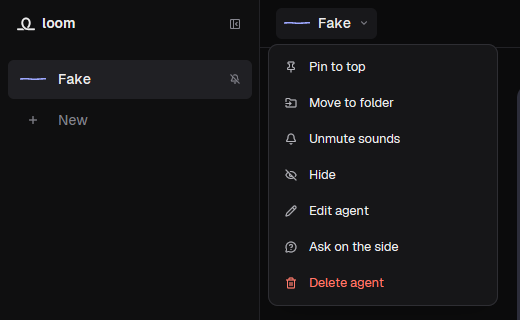 loom
Fake
New
Fake
Pin to top
Move to folder
Unmute sounds
Hide
Edit agent
Ask on the side
Delete agent